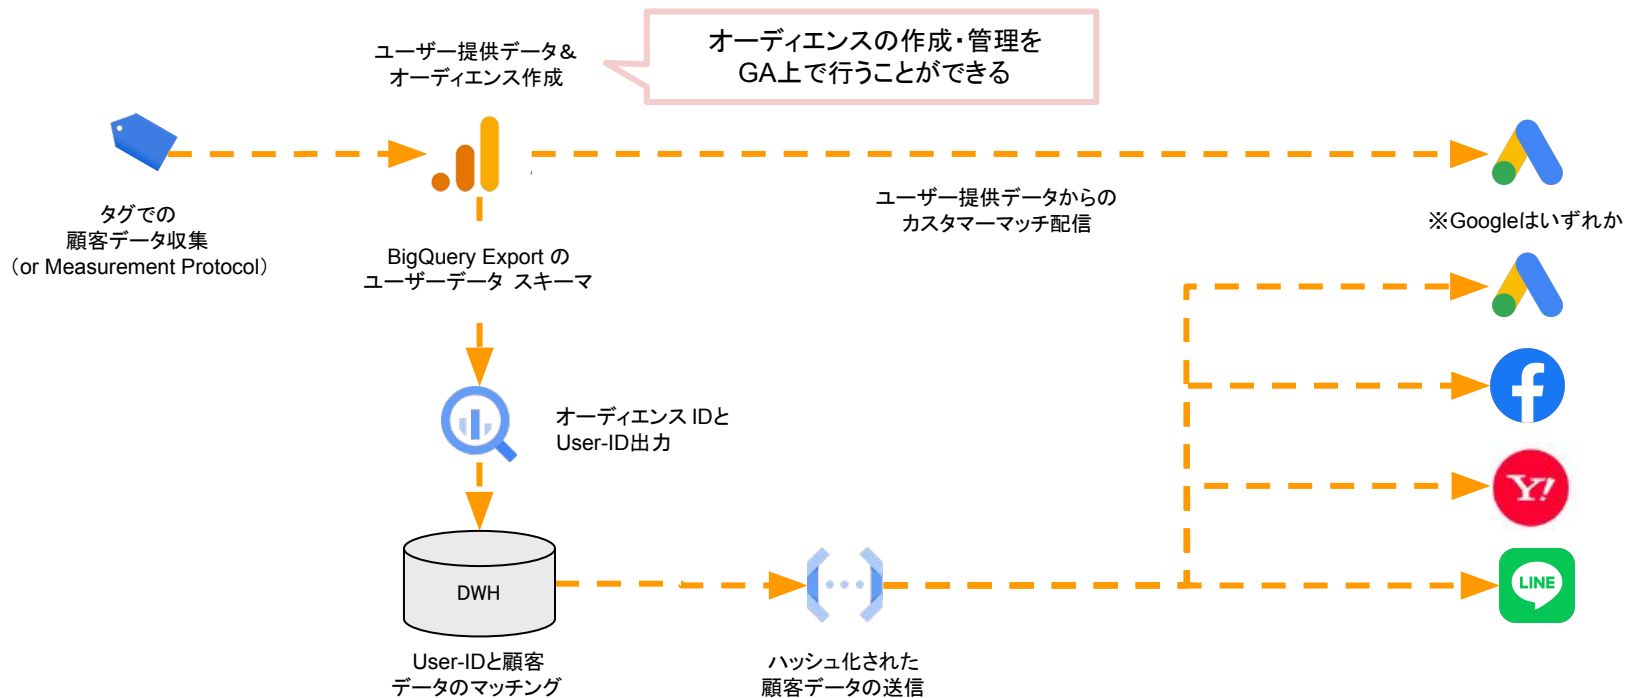 ユーザー提供データ&
オーディエンス作成
オーディエンスの作成・管理を
GA上で行うことができる
タグでの
顧客データ収集
（or Measurement Protocol）
BigQuery Export の
ユーザーデータ スキーマ
ユーザー提供データからの
カスタマーマッチ配信
※Googleはいずれか
オーディエンス IDと
User-ID出力
Y!
DWH
LINE
User-IDと顧客
データのマッチング
ハッシュ化された
顧客データの送信